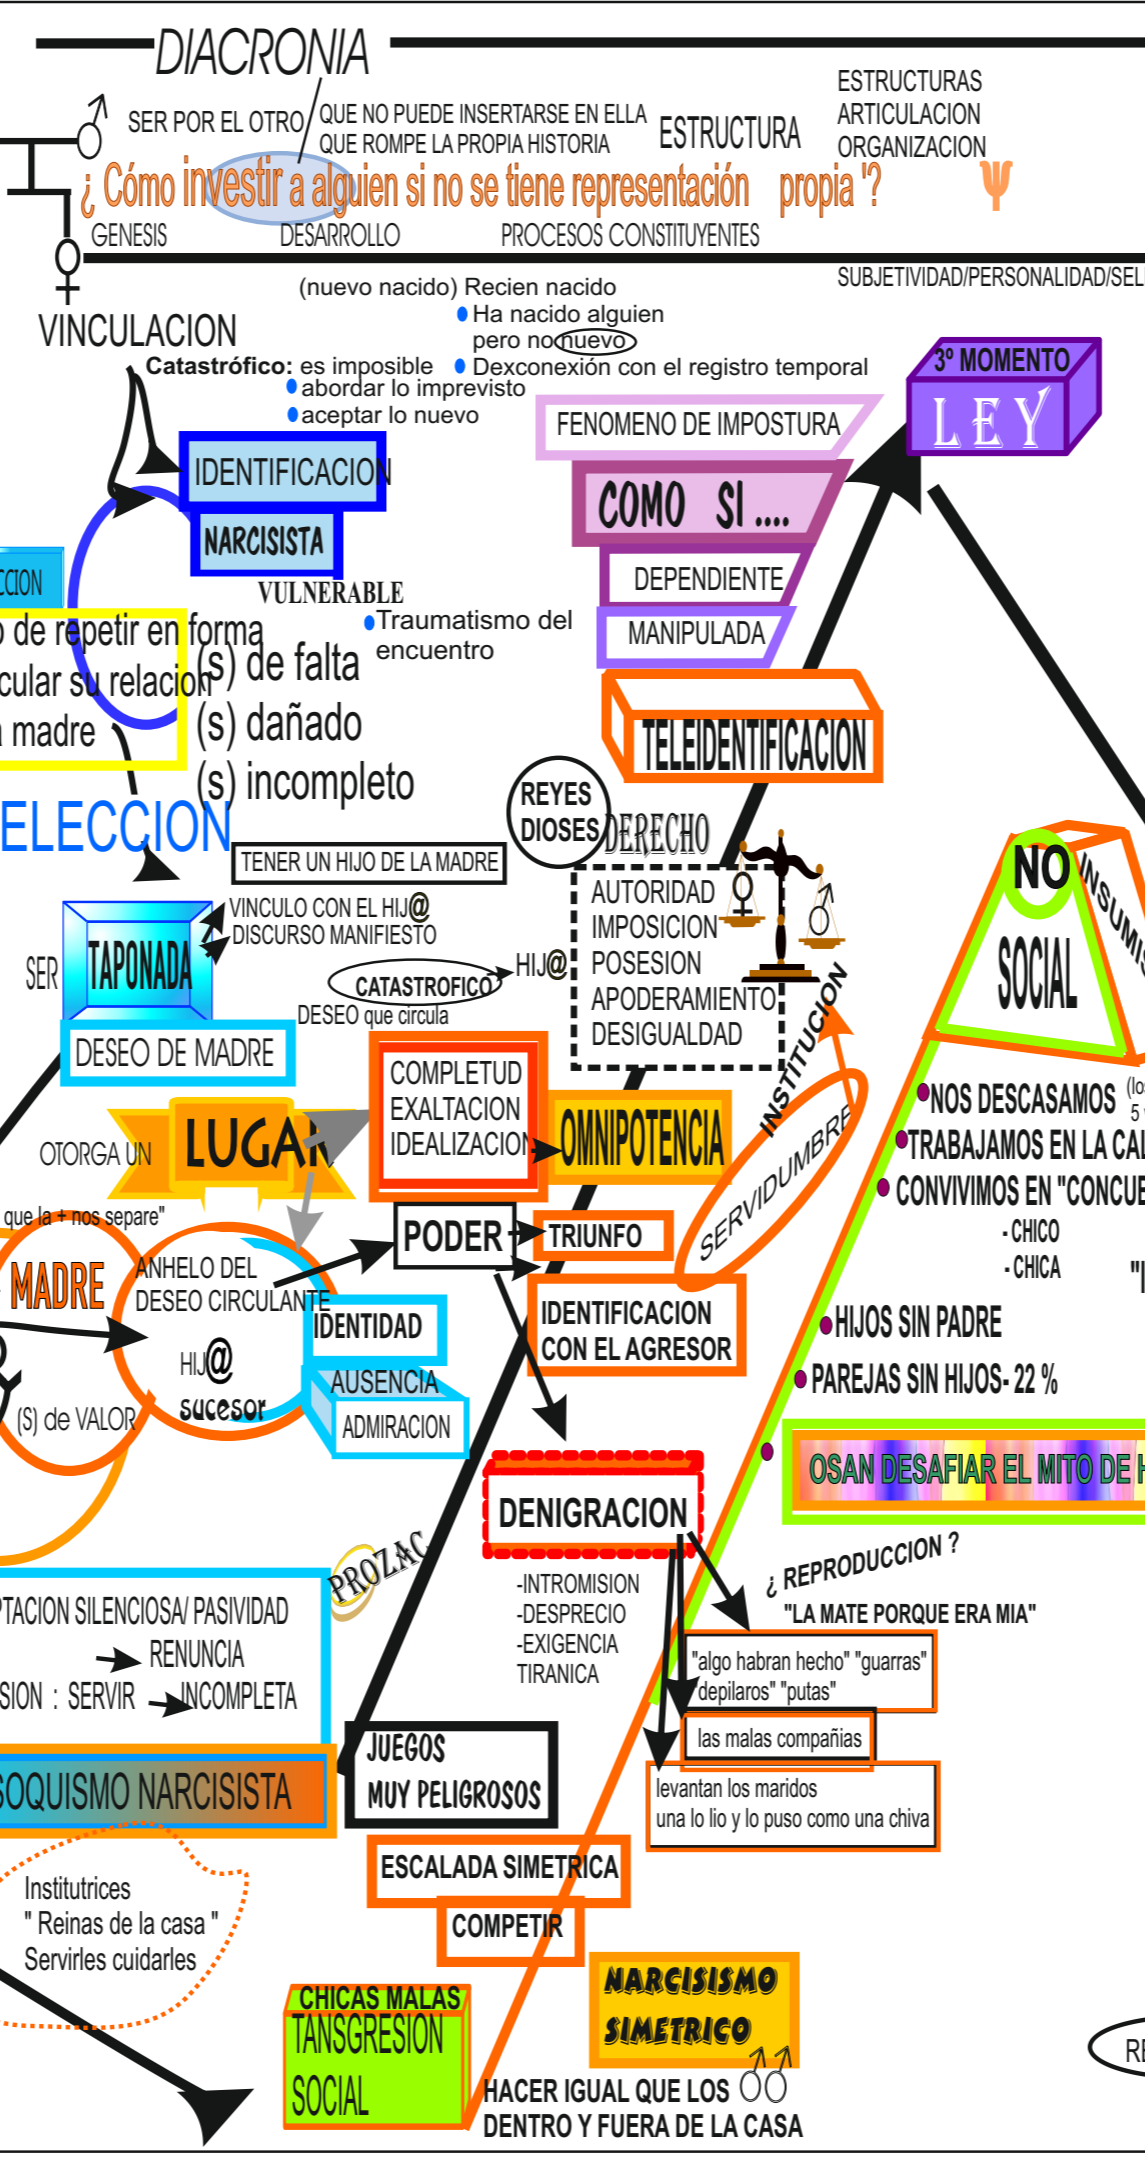 DIACRONIA
ESTRUCTURAS
ARTICULACION
ORGANIZACION
SER POR EL OTRO
QUE NO PUEDE INSERTARSE EN ELLA
QUE ROMPE LA PROPIA HISTORIA
ESTRUCTURA
¿ Cómo investir a alguien si no se tiene representación propia '?
Ψ
GENESIS
DESARROLLO
PROCESOS CONSTITUYENTES
SUBJETIVIDAD/PERSONALIDAD/SEL
(nuevo nacido) Recien nacido
Ha nacido alguien
pero no nuevo
VINCULACION
Catastrófico: es imposible
Dexconexión con el registro temporal
abordar lo imprevisto
aceptar lo nuevo
3º MOMENTO
LEY
FENOMENO DE IMPOSTURA
COMO SI ....
DEPENDIENTE
MANIPULADA
IDENTIFICACION
NARCISISTA
VULNERABLE
Traumatismo del
encuentro
CCION
o de repetir en forma
cular su relacion
a madre
(s) de falta
(s) dañado
(s) incompleto
TELEIDENTIFICACION
ELECCION
REYES
DIOSES
DERECHO
TENER UN HIJO DE LA MADRE
VINCULO CON EL HIJ@
DISCURSO MANIFIESTO
SER
TAPONADA
CATASTROFICO
HIJ@
DESEO que circula
DESEO DE MADRE
AUTORIDAD
IMPOSICION
POSESION
APODERAMIENTO
DESIGUALDAD
INSTITUCION
SERVIDUMBRE
NO
SOCIAL
INSUMIS
COMPLETUD
EXALTACION
IDEALIZACION
OMNIPOTENCIA
OTORGA UN
LUGAR
que la + nos separe"
MADRE
ANHELO DEL
DESEO CIRCULANTE
HIJ@
sucesor
(S) de VALOR
PODER
TRIUNFO
IDENTIFICACION
CON EL AGRESOR
IDENTIDAD
AUSENCIA
ADMIRACION
NOS DESCASAMOS
(lo
5
TRABAJAMOS EN LA CAL
CONVIVIMOS EN "CONCUE
- CHICO
- CHICA
"I
HIJOS SIN PADRE
PAREJAS SIN HIJOS- 22 %
OSAN DESAFIAR EL MITO DE H
DENIGRACION
-INTROMISION
-DESPRECIO
-EXIGENCIA
TIRANICA
¿ REPRODUCCION ?
"LA MATE PORQUE ERA MIA"
"algo habran hecho" "guarras"
"depilaros" "putas"
las malas compañias
levantan los maridos
una lo lio y lo puso como una chiva
PROZAC
PTACION SILENCIOSA/ PASIVIDAD
RENUNCIA
SION : SERVIR
INCOMPLETA
SOQUISMO NARCISISTA
JUEGOS
MUY PELIGROSOS
ESCALADA SIMETRICA
COMPETIR
Institutrices
" Reinas de la casa "
Servirles cuidarles
CHICAS MALAS
TANSGRESION
SOCIAL
NARCISISMO
SIMETRICO
HACER IGUAL QUE LOS
DENTRO Y FUERA DE LA CASA
RE